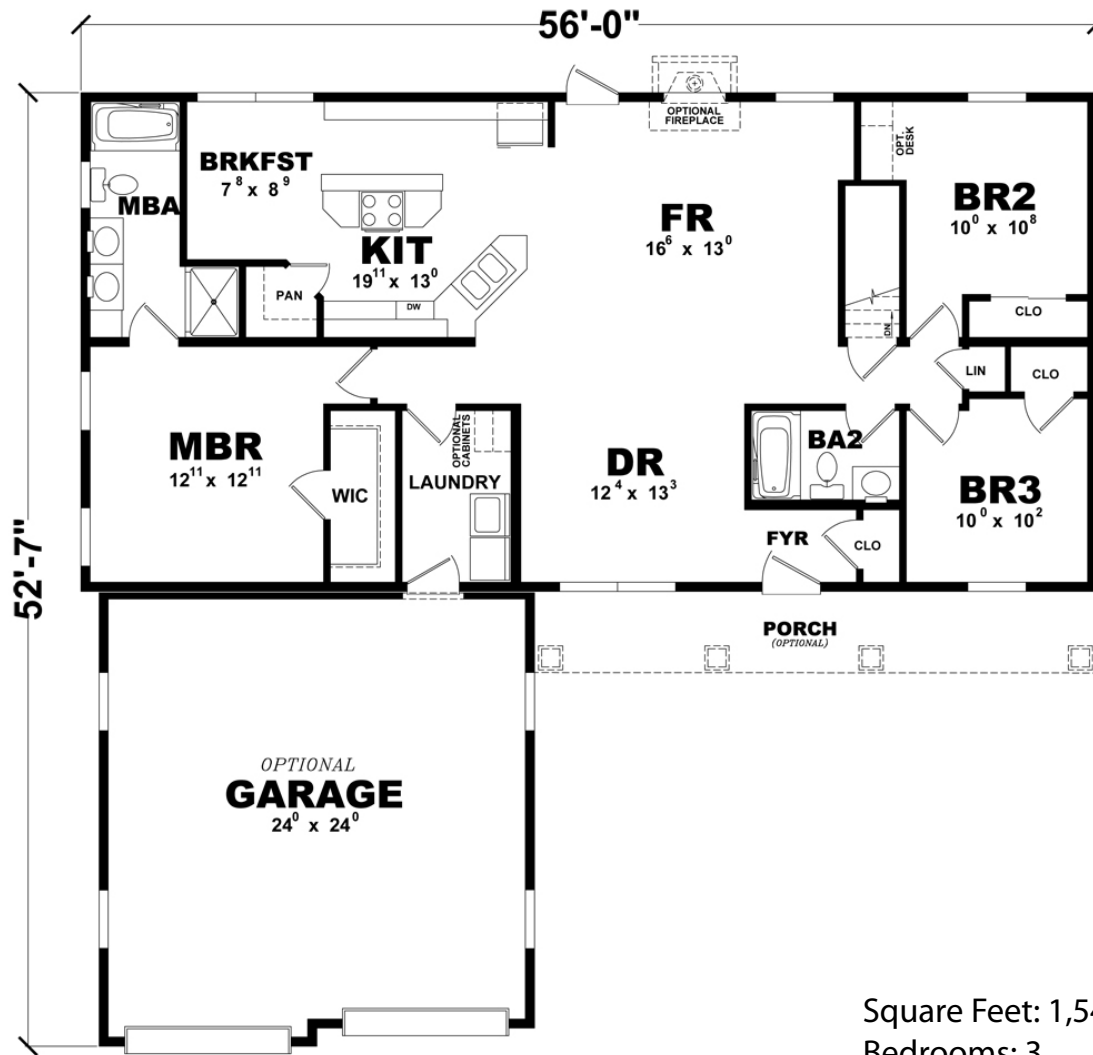 56'-0"
52'-7"
OPTIONAL
FIREPLACE
OPT.
DESK
BRKFST
7⁸ x 8⁹
MBA
KIT
19¹¹ x 13⁰
PAN
DW
FR
16⁶ x 13⁰
BR2
10⁰ x 10⁸
CLO
DN
LIN
CLO
MBR
12¹¹ x 12¹¹
WIC
OPTIONAL
CABINETS
LAUNDRY
DR
12⁴ x 13³
BA2
FYR
CLO
BR3
10⁰ x 10²
PORCH
(OPTIONAL)
OPTIONAL
GARAGE
24⁰ x 24⁰
Square Feet: 1,54
Bedrooms: 3